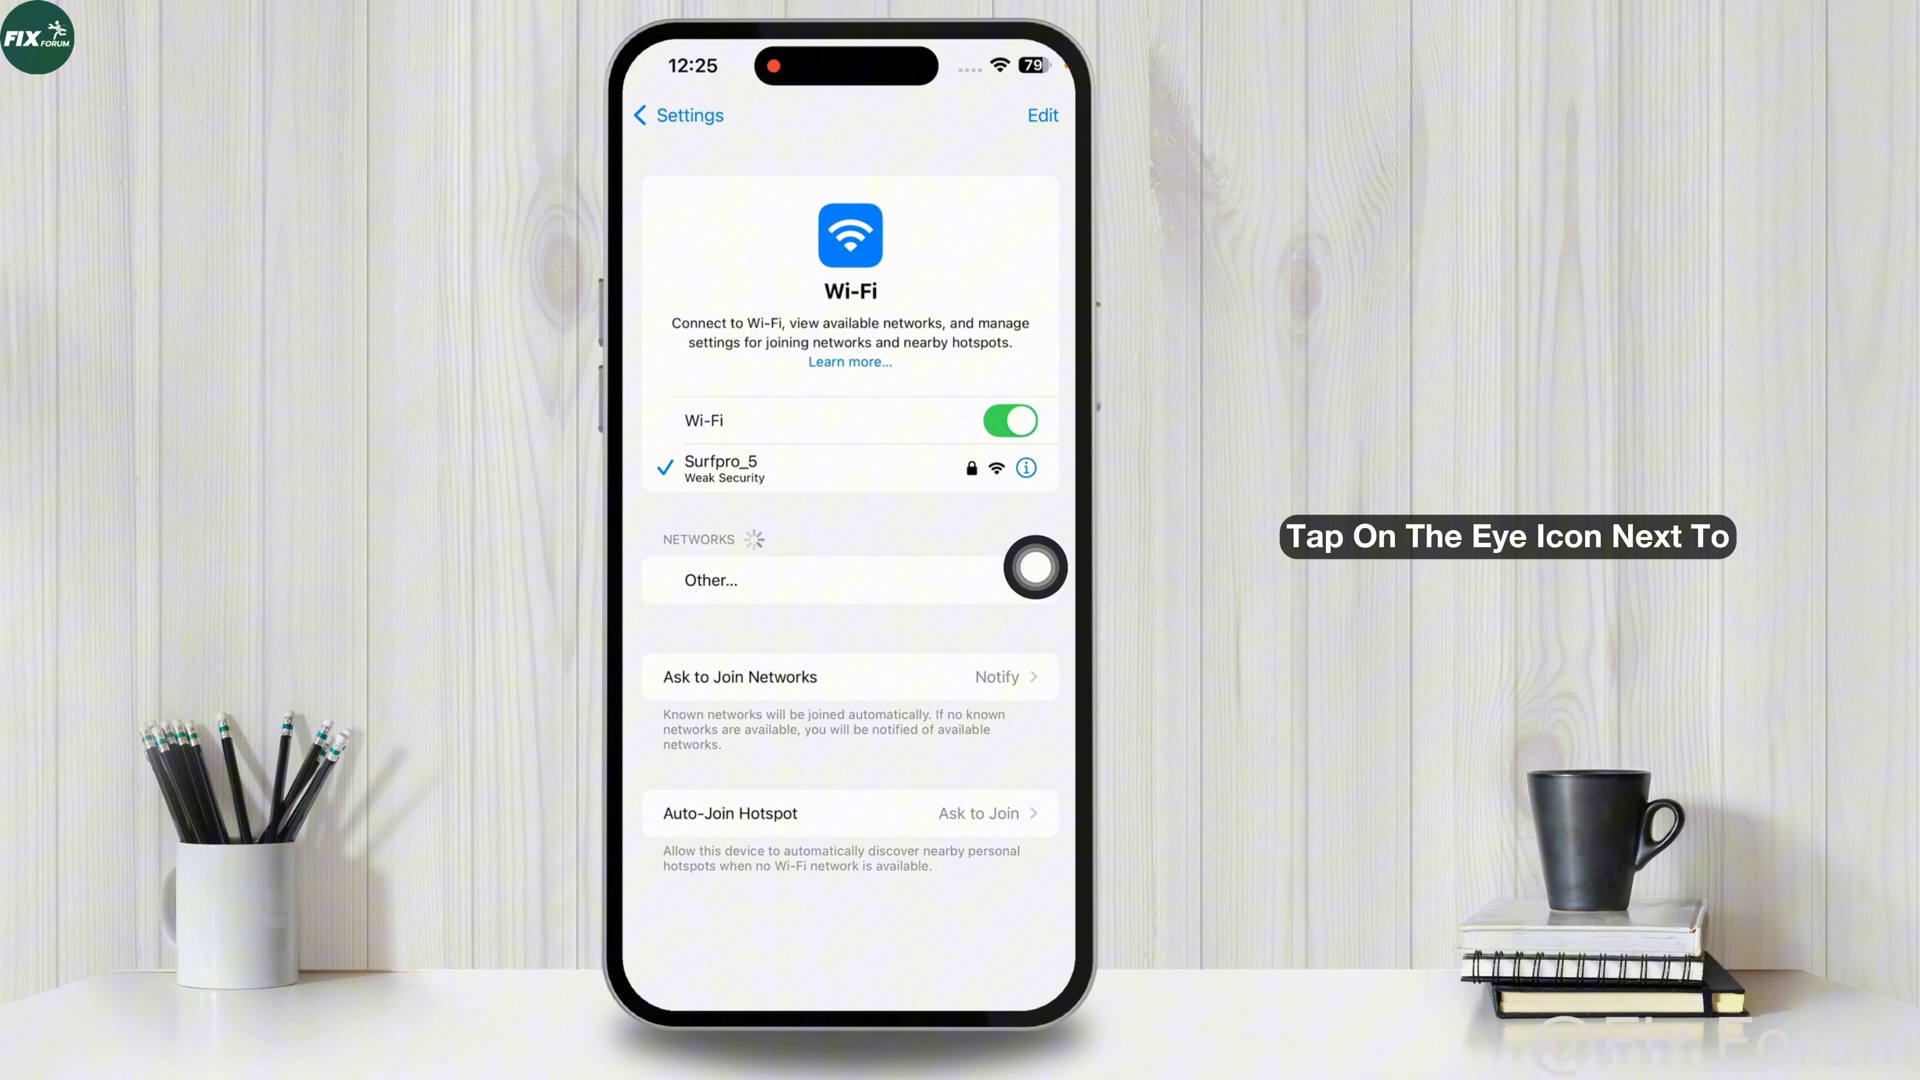 FIX
FORUM
12:25
79
Settings
Edit
Wi-Fi
Connect to Wi-Fi, view available networks, and manage
settings for joining networks and nearby hotspots.
Learn more...
Wi-Fi
Surfpro_5
Weak Security
NETWORKS
Other...
Tap On The Eye Icon Next To
Ask to Join Networks
Notify
Known networks will be joined automatically. If no known
networks are available, you will be notified of available
networks.
Auto-Join Hotspot
Ask to Join
Allow this device to automatically discover nearby personal
hotspots when no Wi-Fi network is available.
@Fix Forum